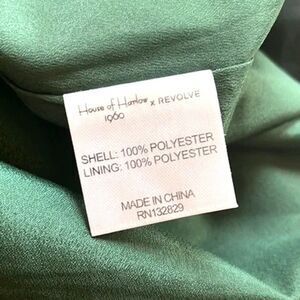 House of Harlow x REVOLVE
1960
SHELL: 100% POLYESTER
LINING: 100% POLYESTER
MADE IN CHINA
RN132829